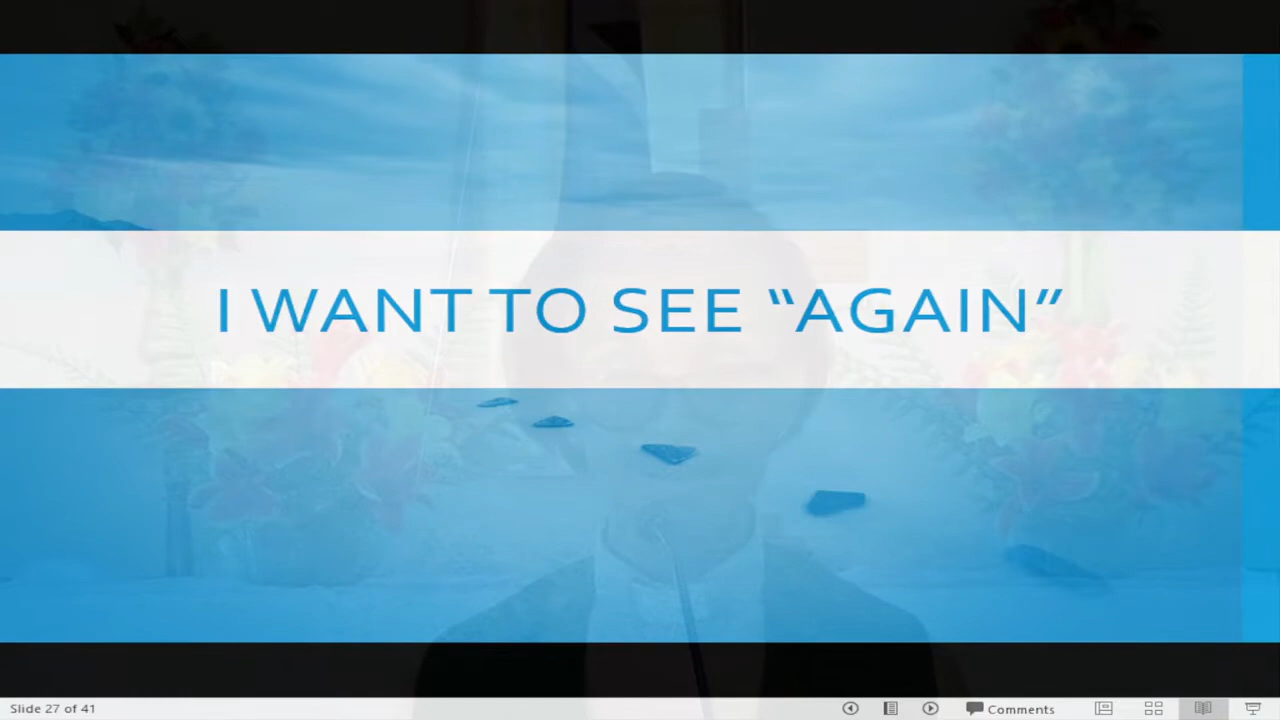 I WANT TO SEE “AGAIN”
Slide 27 of 41
Comments